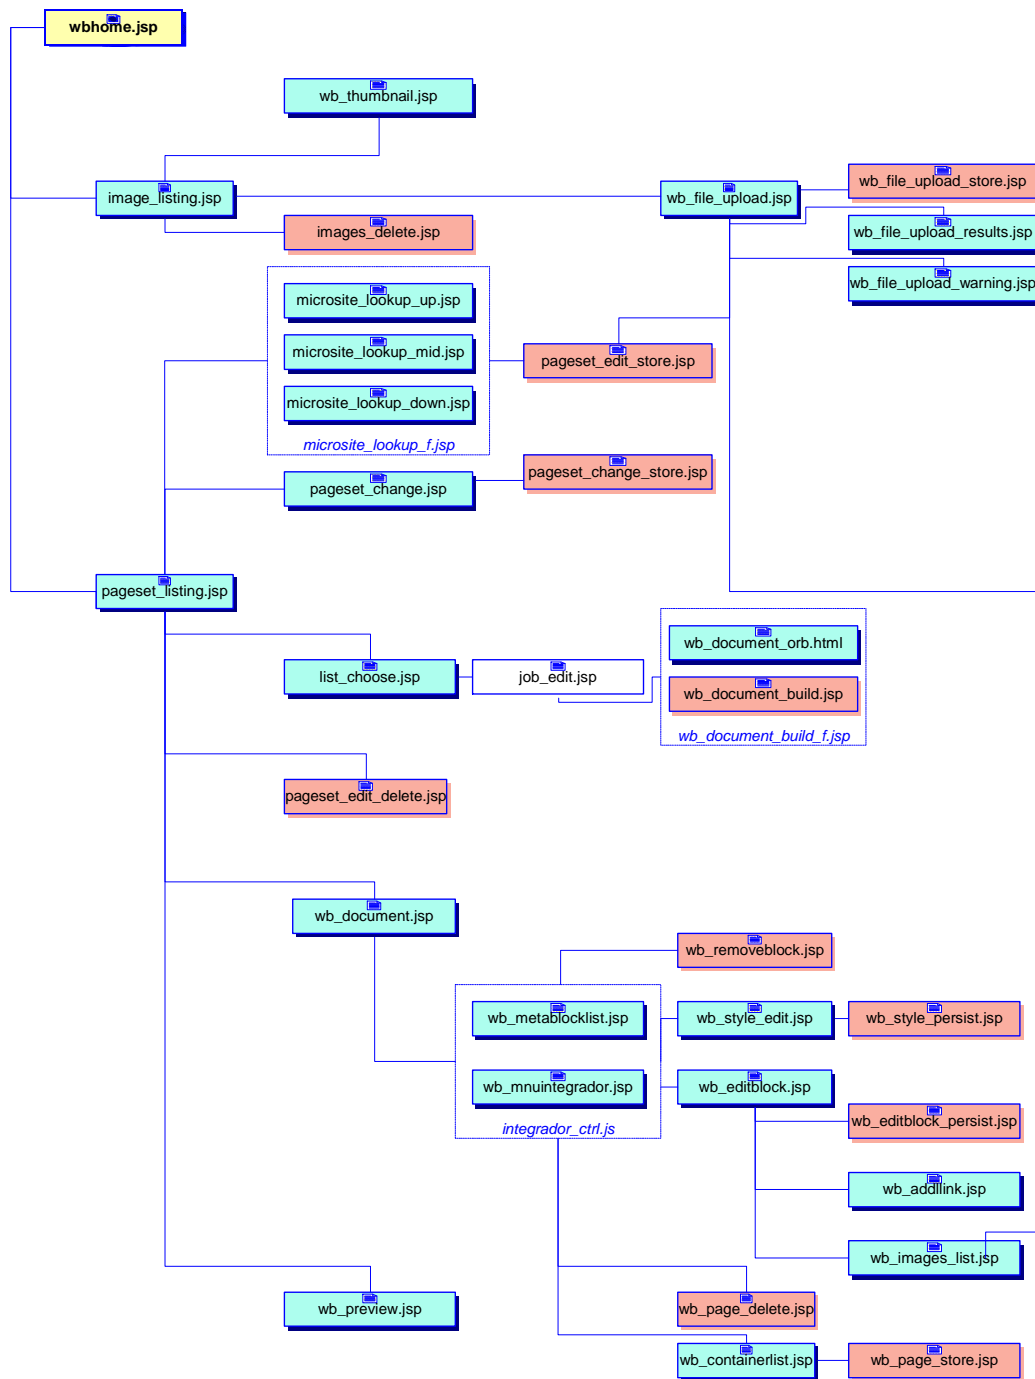 wbhome.jsp
wb_thumbnail.jsp
image_listing.jsp
wb_file_upload.jsp
wb_file_upload_store.jsp
images_delete.jsp
wb_file_upload_results.jsp
wb_file_upload_warning.jsp
microsite_lookup_up.jsp
microsite_lookup_mid.jsp
pageset_edit_store.jsp
microsite_lookup_down.jsp
microsite_lookup_f.jsp
pageset_change.jsp
pageset_change_store.jsp
pageset_listing.jsp
wb_document_orb.html
list_choose.jsp
job_edit.jsp
wb_document_build.jsp
wb_document_build_f.jsp
pageset_edit_delete.jsp
wb_document.jsp
wb_removeblock.jsp
wb_metablocklist.jsp
wb_style_edit.jsp
wb_style_persist.jsp
wb_mnuintegrador.jsp
wb_editblock.jsp
integrador_ctrl.js
wb_editblock_persist.jsp
wb_addllink.jsp
wb_images_list.jsp
wb_preview.jsp
wb_page_delete.jsp
wb_containerlist.jsp
wb_page_store.jsp